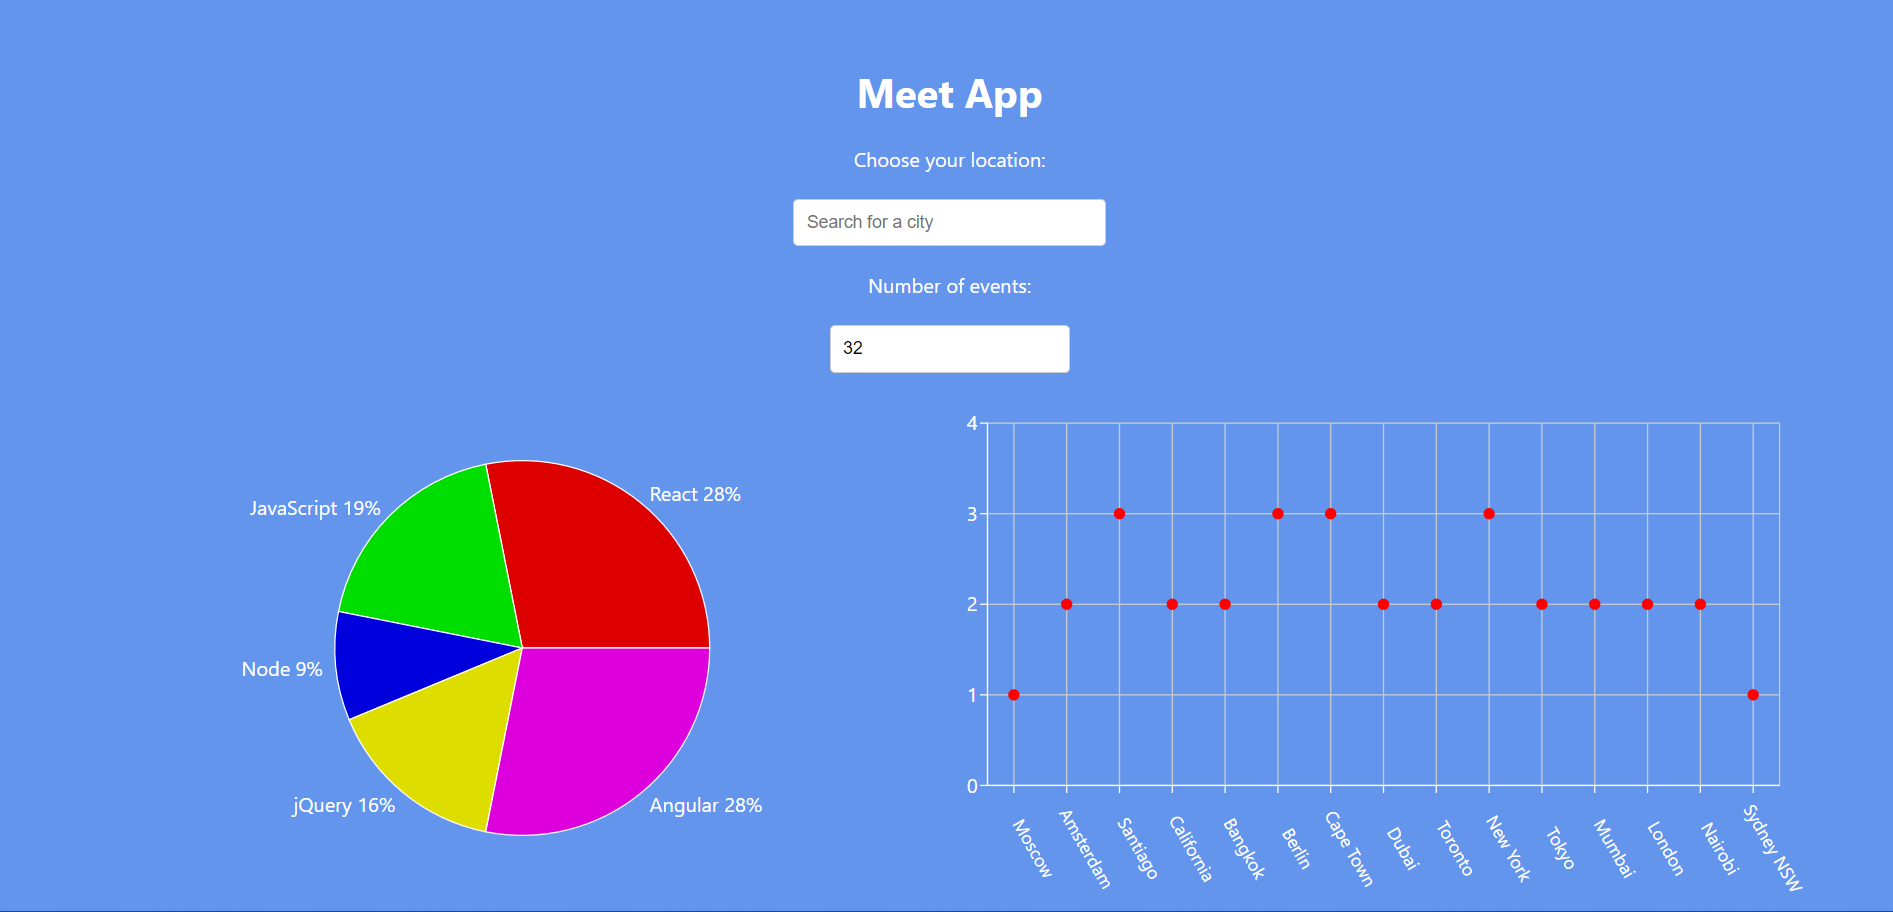 Meet App
Choose your location:
Search for a city
Number of events:
32
React 28%
JavaScript 19%
Node 9%
jQuery 16%
Angular 28%
4
3
2
1
0
Moscow
Amsterdam
Santiago
California
Bangkok
Berlin
Cape Town
Dubai
Toronto
New York
Tokyo
Mumbai
London
Nairobi
Sydney NSW